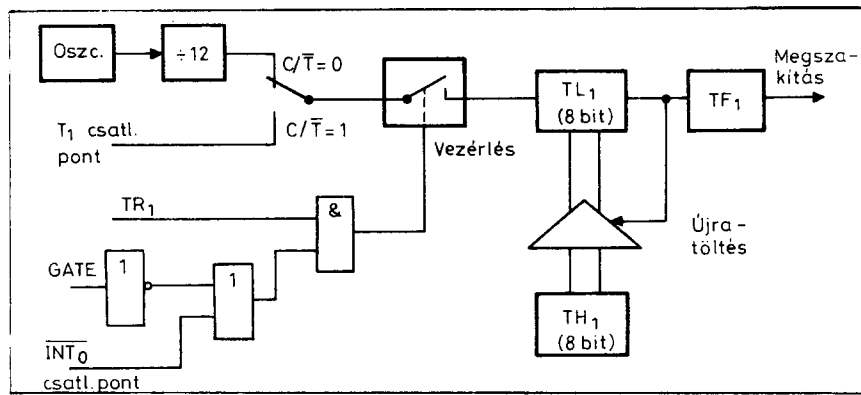 Oszc.
÷12
C/T̅=0
C/T̅=1
T₁ csatl.
pont
Vezérlés
TL₁
(8 bit)
TF₁
Megsza-
kítás
TR₁
&
GATE
1
1
I̅N̅T̅₀̅
csatl.pont
Újra-
töltés
TH₁
(8 bit)